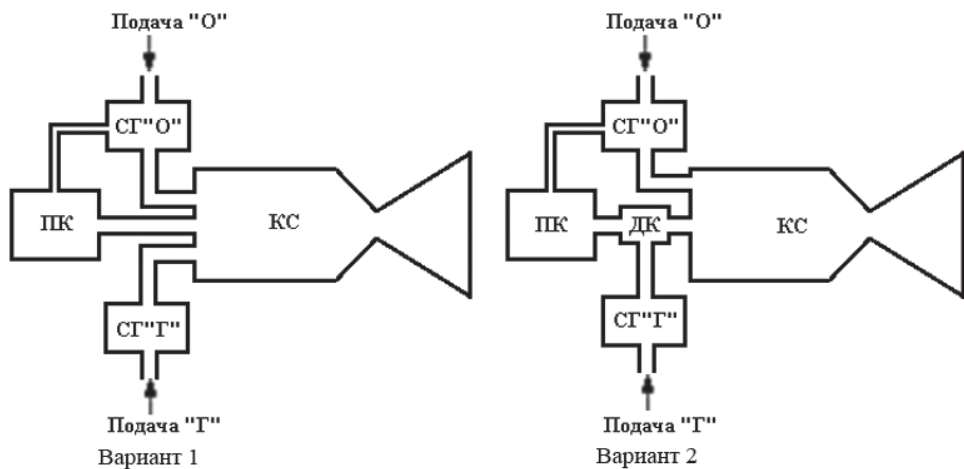 Подача "О"
СГ"О"
ПК
КС
СГ"Г"
Подача "Г"
Вариант 1
Подача "О"
СГ"О"
ПК
ДК
КС
СГ"Г"
Подача "Г"
Вариант 2